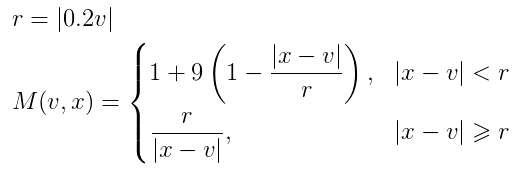 r = |0.2v|
M(v, x) = { 1 + 9 ( 1 − |x − v| / r ), |x − v| < r
r / |x − v|, |x − v| ⩾ r